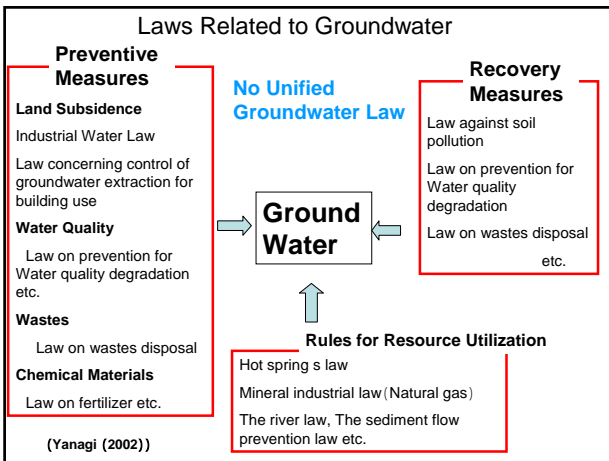 Laws Related to Groundwater
Preventive
Measures
Land Subsidence
Industrial Water Law
Law concerning control of
groundwater extraction for
building use
Water Quality
Law on prevention for
Water quality degradation
etc.
Wastes
Law on wastes disposal
Chemical Materials
Law on fertilizer etc.
(Yanagi (2002))
No Unified
Groundwater Law
Ground
Water
Recovery
Measures
Law against soil
pollution
Law on prevention for
Water quality
degradation
Law on wastes disposal
etc.
Rules for Resource Utilization
Hot spring s law
Mineral industrial law(Natural gas)
The river law, The sediment flow
prevention law etc.